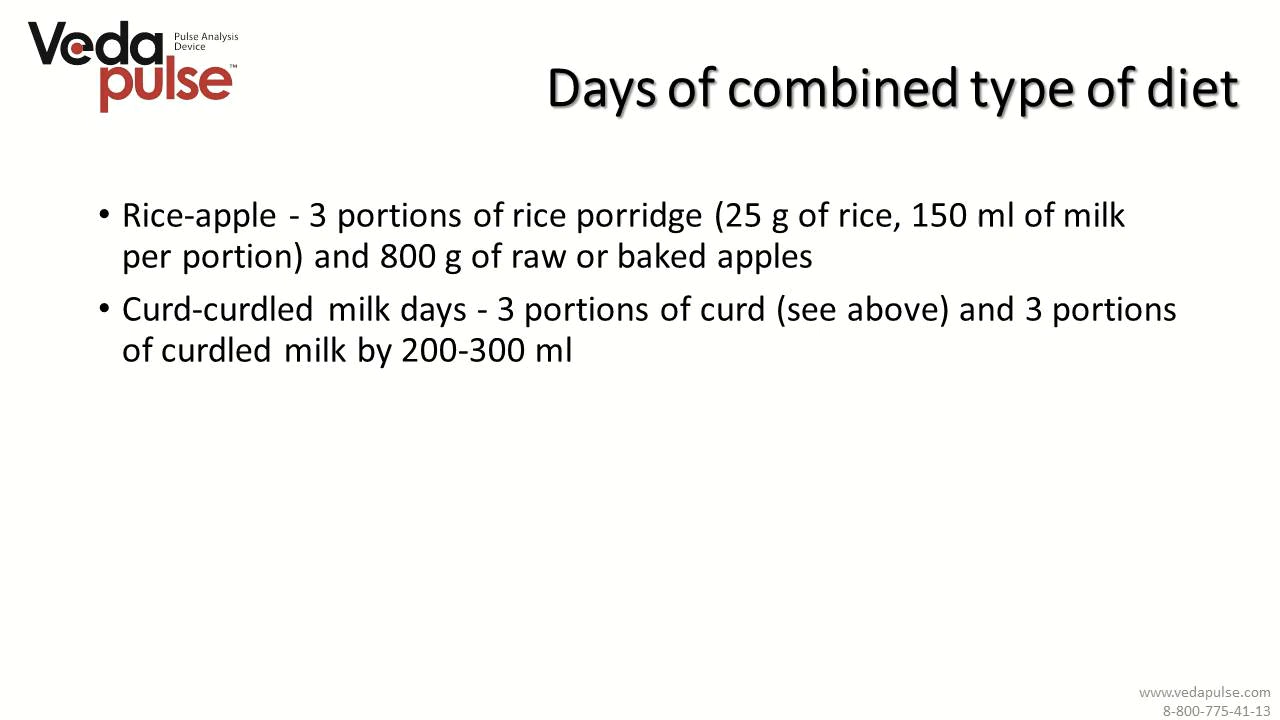 Veda
pulse™
Pulse Analysis
Device
Days of combined type of diet
• Rice-apple - 3 portions of rice porridge (25 g of rice, 150 ml of milk
per portion) and 800 g of raw or baked apples
• Curd-curdled milk days - 3 portions of curd (see above) and 3 portions
of curdled milk by 200-300 ml
www.vedapulse.com
8-800-775-41-13